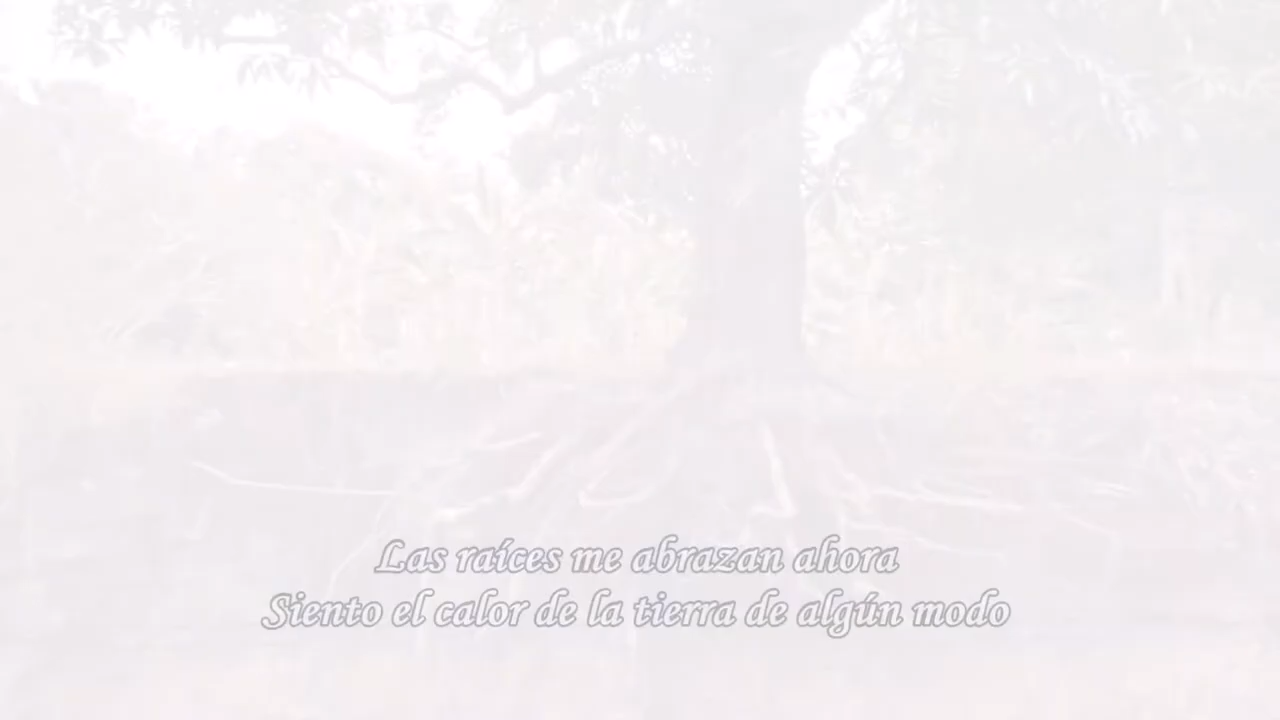 Las raíces me abrazan ahora
Siento el calor de la tierra de algún modo